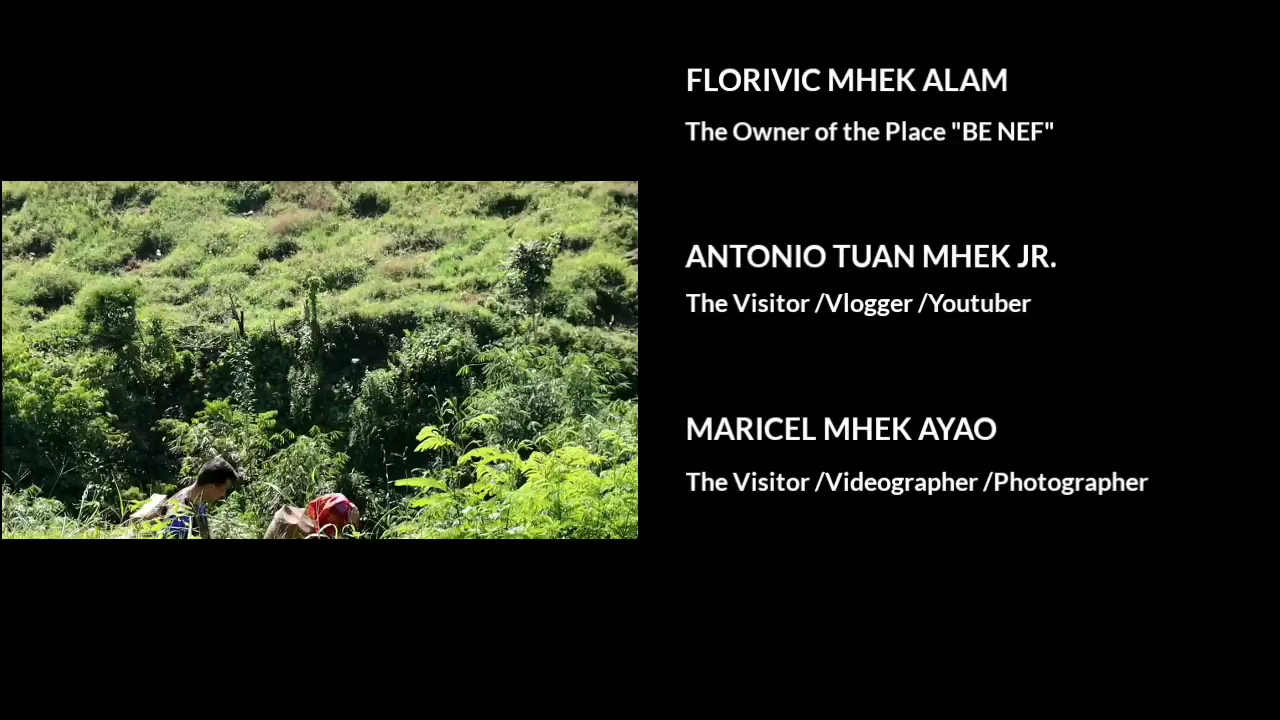 FLORIVIC MHEK ALAM
The Owner of the Place "BE NEF"
ANTONIO TUAN MHEK JR.
The Visitor /Vlogger /Youtuber
MARICEL MHEK AYAO
The Visitor /Videographer /Photographer